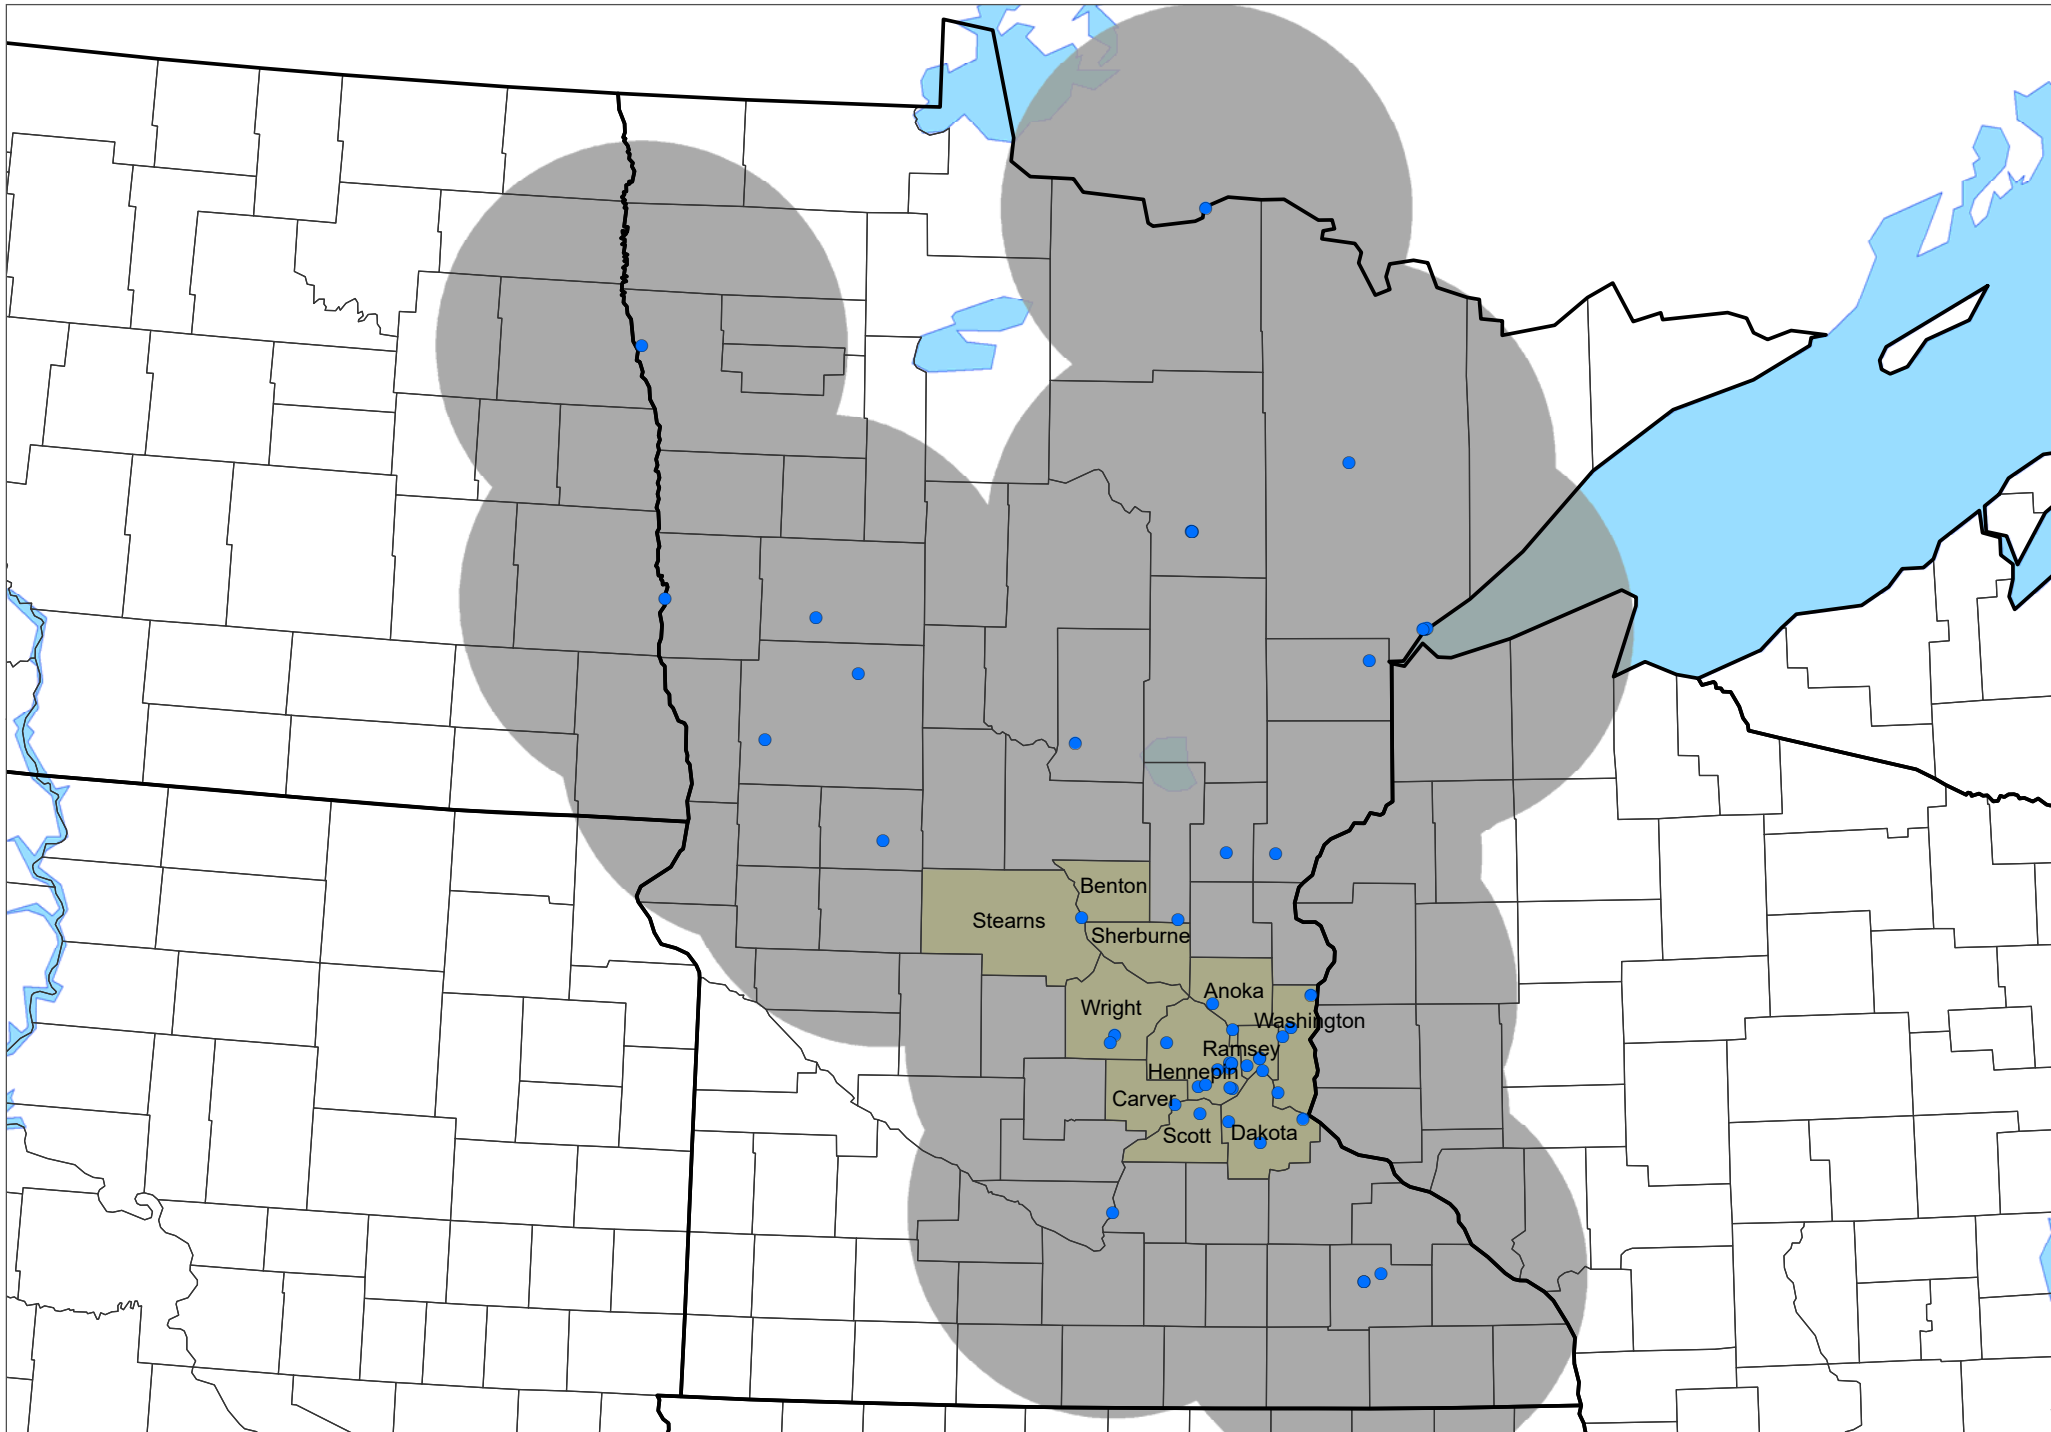 Benton
Stearns
Sherburne
Anoka
Wright
Washington
Ramsey
Hennepin
Carver
Scott
Dakota